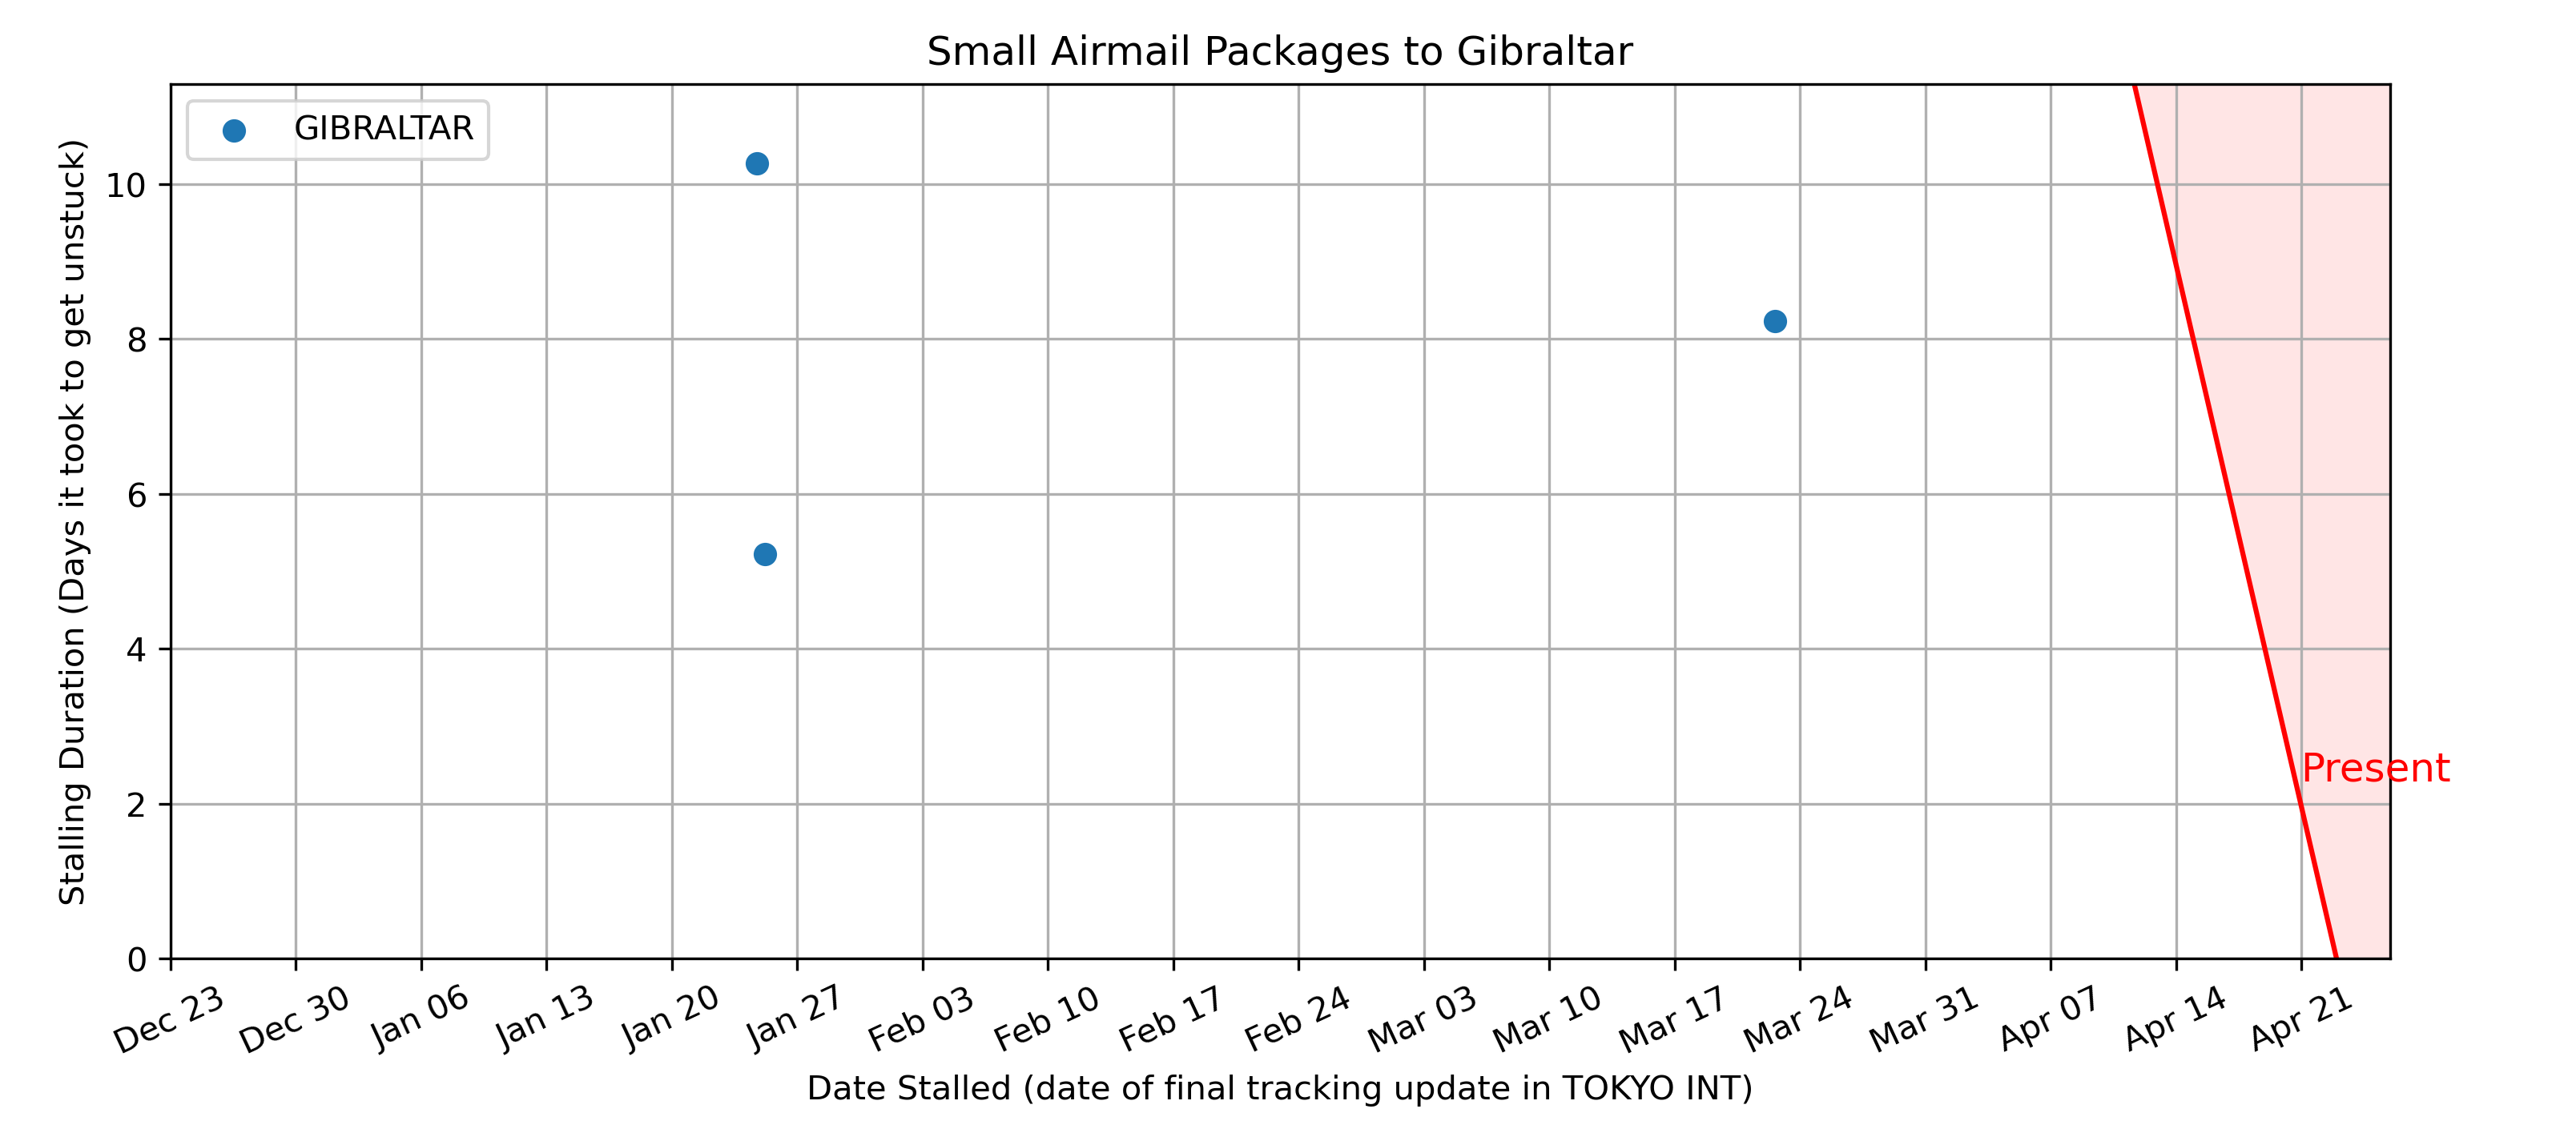 Small Airmail Packages to Gibraltar
GIBRALTAR
Stalling Duration (Days it took to get unstuck)
10
8
6
4
2
0
Present
Dec 23
Dec 30
Jan 06
Jan 13
Jan 20
Jan 27
Feb 03
Feb 10
Feb 17
Feb 24
Mar 03
Mar 10
Mar 17
Mar 24
Mar 31
Apr 07
Apr 14
Apr 21
Date Stalled (date of final tracking update in TOKYO INT)